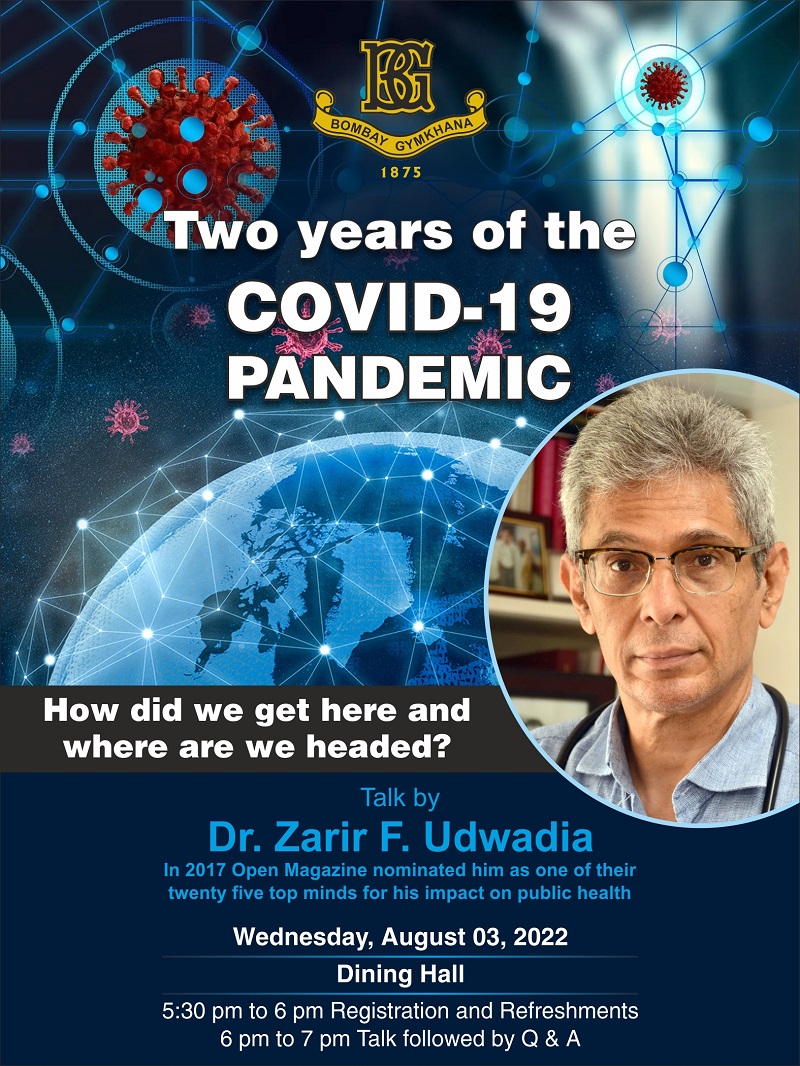 BG
BOMBAY GYMKHANA
1875
Two years of the
COVID-19
PANDEMIC
How did we get here and
where are we headed?
Talk by
Dr. Zarir F. Udwadia
In 2017 Open Magazine nominated him as one of their
twenty five top minds for his impact on public health
Wednesday, August 03, 2022
Dining Hall
5:30 pm to 6 pm Registration and Refreshments
6 pm to 7 pm Talk followed by Q & A